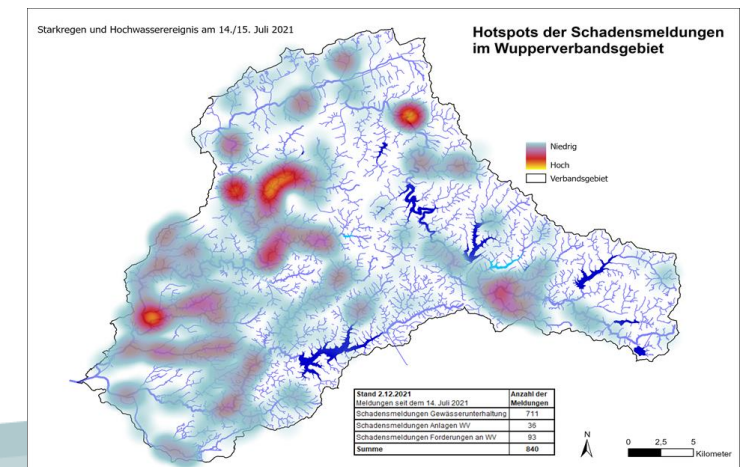 Starkregen und Hochwasserereignis am 14./15. Juli 2021
Hotspots der Schadensmeldungen
im Wupperverbandsgebiet
Niedrig
Hoch
Verbandsgebiet
Stand 2.12.2021 Anzahl der
Meldungen seit dem 14. Juli 2021 Meldungen
Schadensmeldungen Gewässerunterhaltung 711
Schadensmeldungen Anlagen WV 36
Schadensmeldungen Forderungen an WV 93
Summe 840
N
0 2,5 5
Kilometer